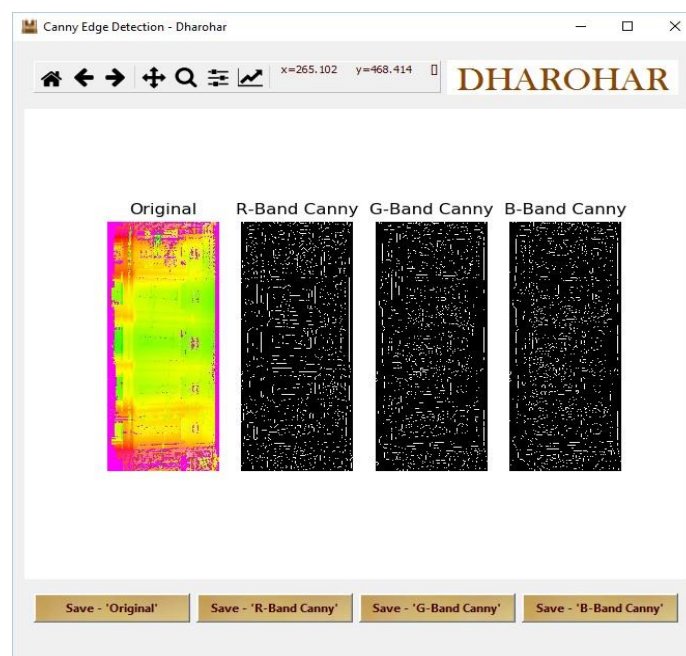 Canny Edge Detection - Dharohar
x=265.102 y=468.414 []
DHAROHAR
Original R-Band Canny G-Band Canny B-Band Canny
Save - 'Original' Save - 'R-Band Canny' Save - 'G-Band Canny' Save - 'B-Band Canny'